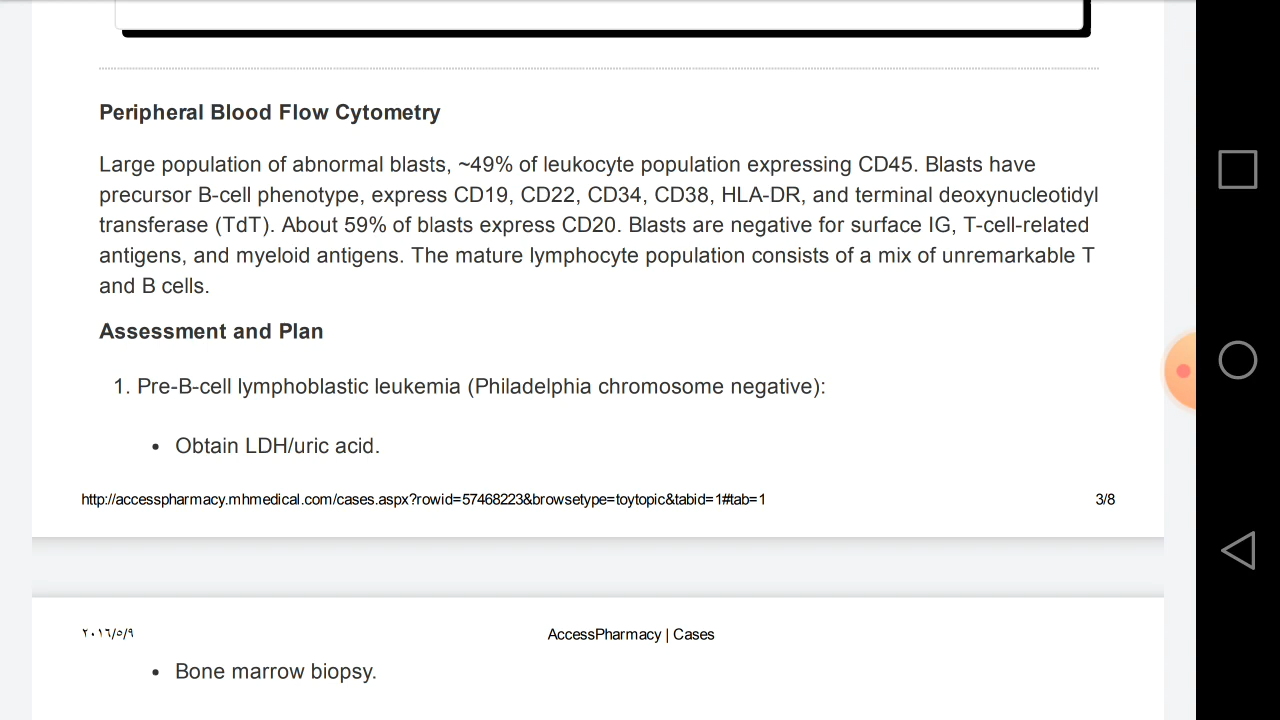 Peripheral Blood Flow Cytometry
Large population of abnormal blasts, ~49% of leukocyte population expressing CD45. Blasts have
precursor B-cell phenotype, express CD19, CD22, CD34, CD38, HLA-DR, and terminal deoxynucleotidyl
transferase (TdT). About 59% of blasts express CD20. Blasts are negative for surface IG, T-cell-related
antigens, and myeloid antigens. The mature lymphocyte population consists of a mix of unremarkable T
and B cells.
Assessment and Plan
1. Pre-B-cell lymphoblastic leukemia (Philadelphia chromosome negative):
• Obtain LDH/uric acid.
http://accesspharmacy.mhmedical.com/cases.aspx?rowid=57468223&browsetype=toytopic&tabid=1#tab=1 3/8
٢٠١٦/٥/٩ AccessPharmacy | Cases
• Bone marrow biopsy.